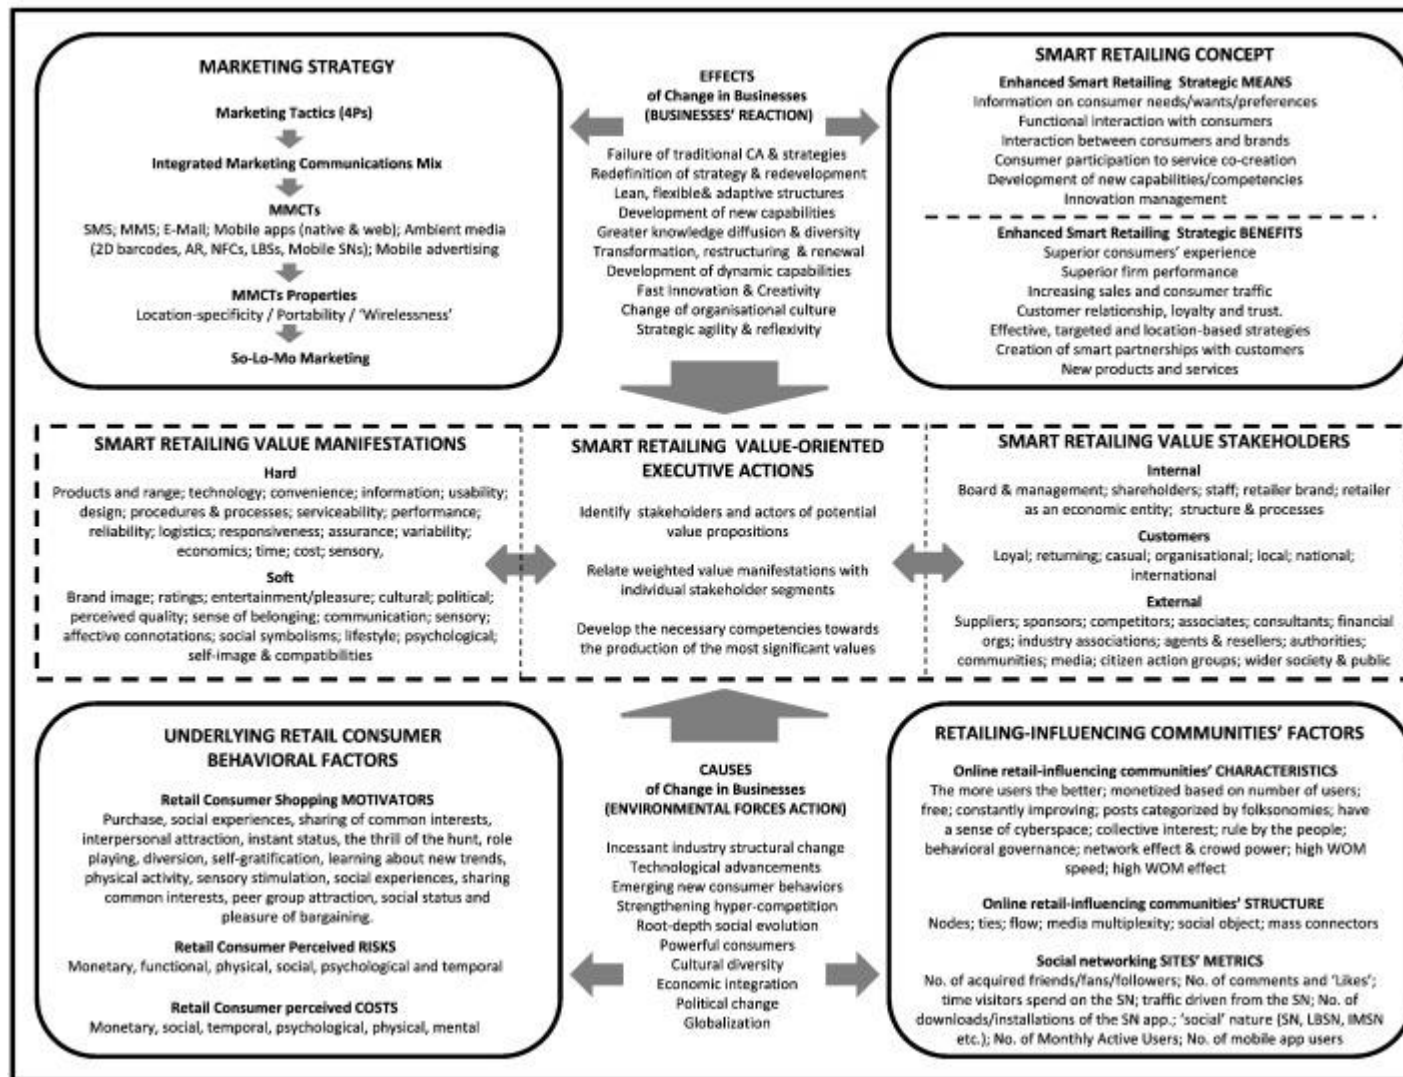 MARKETING STRATEGY
Marketing Tactics (4Ps)
Integrated Marketing Communications Mix
MMCTs
SMS; MMS; E-Mail; Mobile apps (native & web); Ambient media
(2D barcodes, AR, NFCs, LBSs, Mobile SNs); Mobile advertising
MMCTs Properties
Location-specificity / Portability / 'Wirelessness'
So-Lo-Mo Marketing
EFFECTS
of Change in Businesses
(BUSINESSES' REACTION)
Failure of traditional CA & strategies
Redefinition of strategy & redevelopment
Lean, flexible& adaptive structures
Development of new capabilities
Greater knowledge diffusion & diversity
Transformation, restructuring & renewal
Development of dynamic capabilities
Fast Innovation & Creativity
Change of organisational culture
Strategic agility & reflexivity
SMART RETAILING CONCEPT
Enhanced Smart Retailing Strategic MEANS
Information on consumer needs/wants/preferences
Functional interaction with consumers
Interaction between consumers and brands
Consumer participation to service co-creation
Development of new capabilities/competencies
Innovation management
Enhanced Smart Retailing Strategic BENEFITS
Superior consumers' experience
Superior firm performance
Increasing sales and consumer traffic
Customer relationship, loyalty and trust.
Effective, targeted and location-based strategies
Creation of smart partnerships with customers
New products and services
SMART RETAILING VALUE MANIFESTATIONS
Hard
Products and range; technology; convenience; information; usability;
design; procedures & processes; serviceability; performance;
reliability; logistics; responsiveness; assurance; variability;
economics; time; cost; sensory,
Soft
Brand image; ratings; entertainment/pleasure; cultural; political;
perceived quality; sense of belonging; communication; sensory;
affective connotations; social symbolisms; lifestyle; psychological;
self-image & compatibilities
SMART RETAILING VALUE-ORIENTED
EXECUTIVE ACTIONS
Identify stakeholders and actors of potential
value propositions
Relate weighted value manifestations with
individual stakeholder segments
Develop the necessary competencies towards
the production of the most significant values
SMART RETAILING VALUE STAKEHOLDERS
Internal
Board & management; shareholders; staff; retailer brand; retailer
as an economic entity; structure & processes
Customers
Loyal; returning; casual; organisational; local; national;
international
External
Suppliers; sponsors; competitors; associates; consultants; financial
orgs; industry associations; agents & resellers; authorities;
communities; media; citizen action groups; wider society & public
UNDERLYING RETAIL CONSUMER
BEHAVIORAL FACTORS
Retail Consumer Shopping MOTIVATORS
Purchase, social experiences, sharing of common interests,
interpersonal attraction, instant status, the thrill of the hunt, role
playing, diversion, self-gratification, learning about new trends,
physical activity, sensory stimulation, social experiences, sharing
common interests, peer group attraction, social status and
pleasure of bargaining.
Retail Consumer Perceived RISKS
Monetary, functional, physical, social, psychological and temporal
Retail Consumer perceived COSTS
Monetary, social, temporal, psychological, physical, mental
CAUSES
of Change in Businesses
(ENVIRONMENTAL FORCES ACTION)
Incessant industry structural change
Technological advancements
Emerging new consumer behaviors
Strengthening hyper-competition
Root-depth social evolution
Powerful consumers
Cultural diversity
Economic integration
Political change
Globalization
RETAILING-INFLUENCING COMMUNITIES' FACTORS
Online retail-influencing communities' CHARACTERISTICS
The more users the better; monetized based on number of users;
free; constantly improving; posts categorized by folksonomies; have
a sense of cyberspace; collective interest; rule by the people;
behavioral governance; network effect & crowd power; high WOM
speed; high WOM effect
Online retail-influencing communities' STRUCTURE
Nodes; ties; flow; media multiplexity; social object; mass connectors
Social networking SITES' METRICS
No. of acquired friends/fans/followers; No. of comments and 'Likes';
time visitors spend on the SN; traffic driven from the SN; No. of
downloads/installations of the SN app.; 'social' nature (SN, LBSN, IMSN
etc.); No. of Monthly Active Users; No. of mobile app users